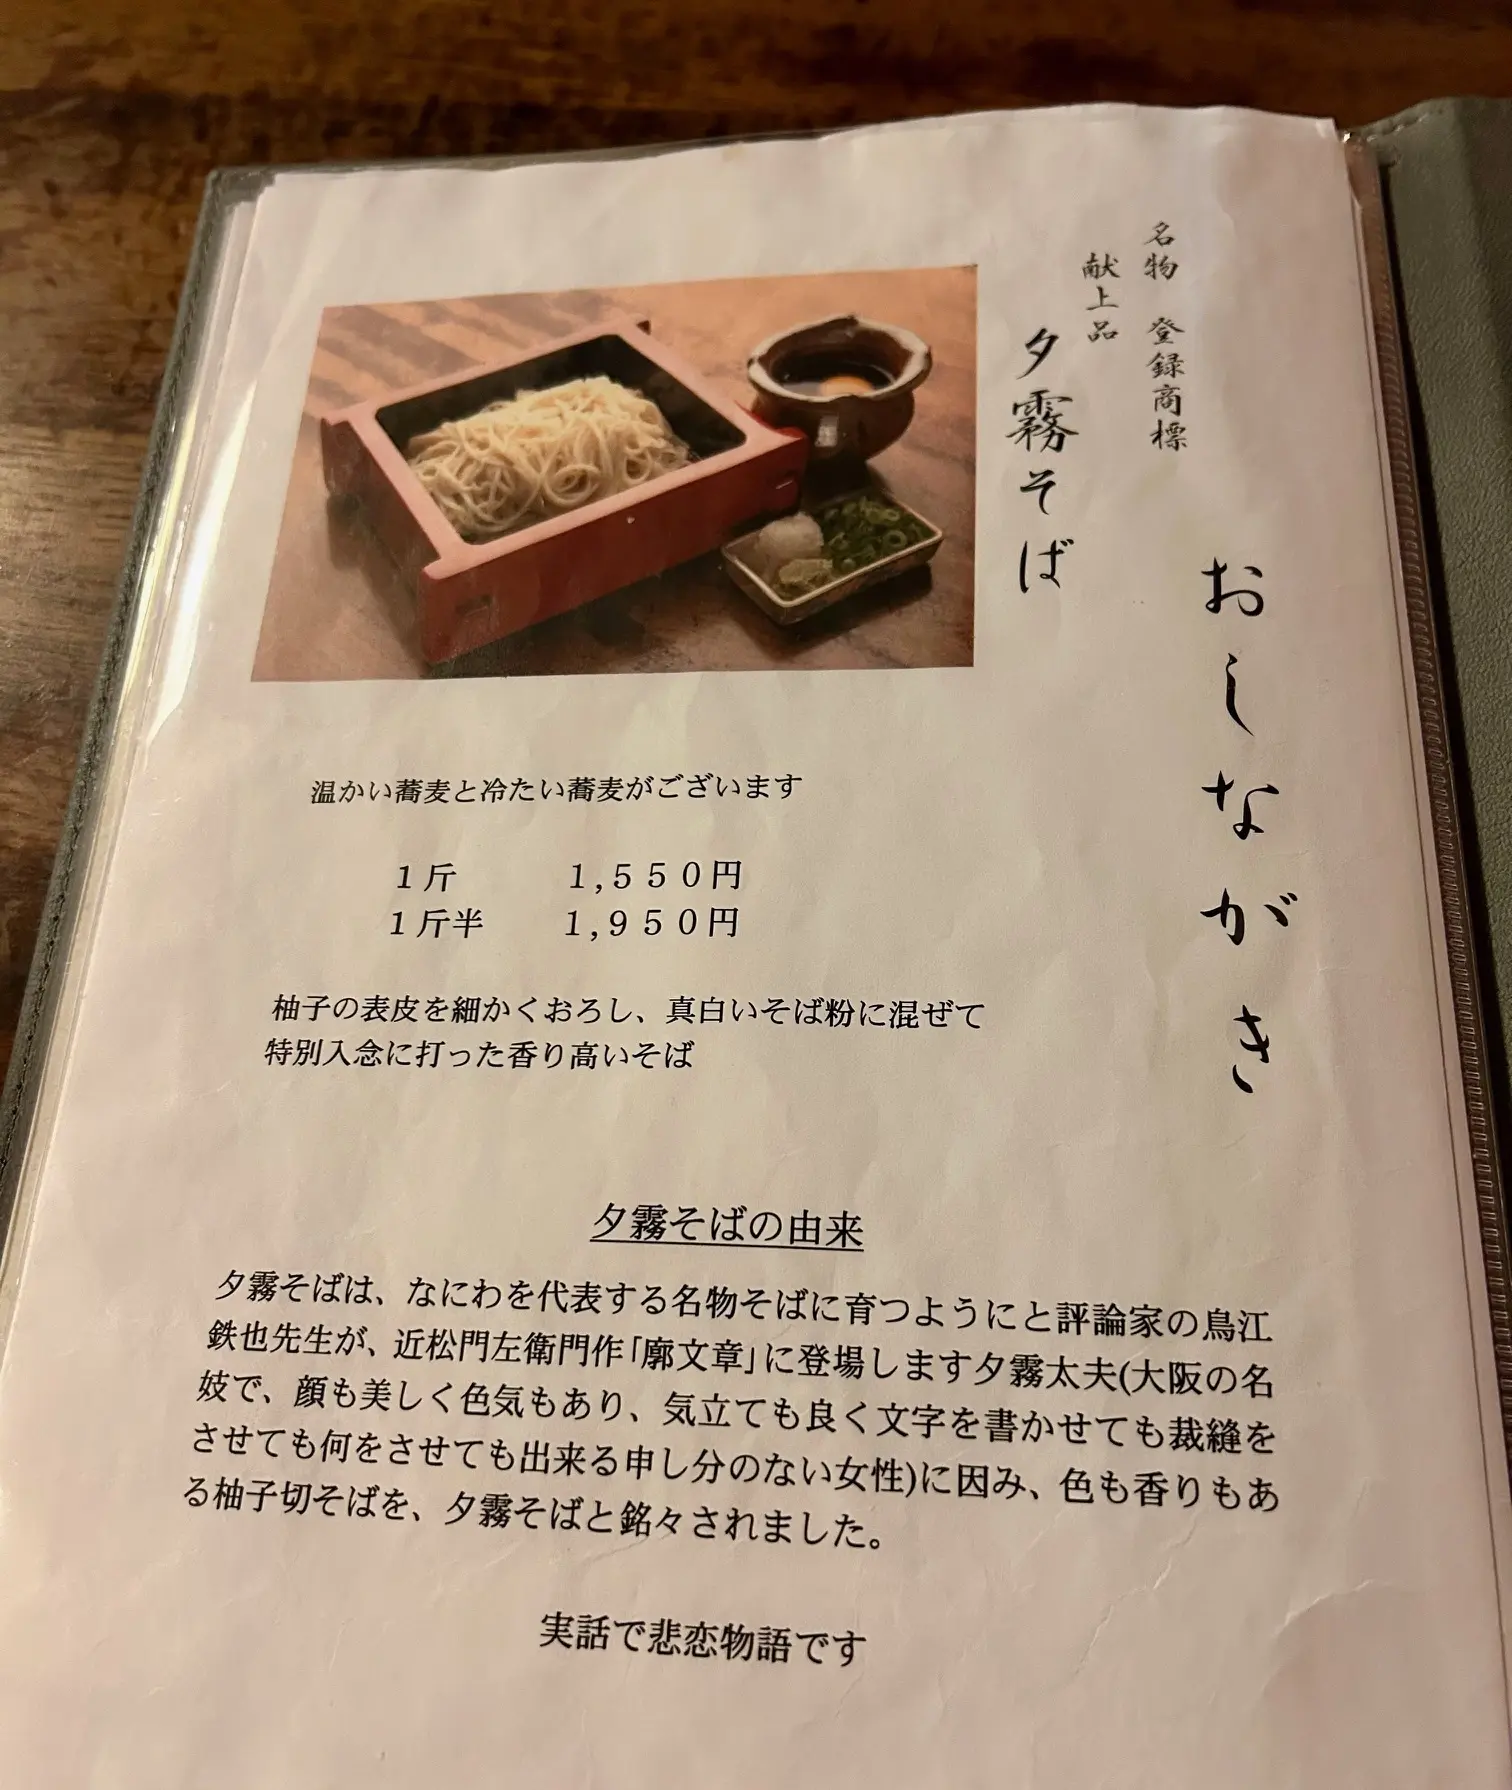 おしながき
名物 登録商標
献上品
夕霧そば
温かい蕎麦と冷たい蕎麦がございます
１斤 １,５５０円
１斤半 １,９５０円
柚子の表皮を細かくおろし、真白いそば粉に混ぜて
特別入念に打った香り高いそば
夕霧そばの由来
夕霧そばは、なにわを代表する名物そばに育つようにと評論家の鳥江
鉄也先生が、近松門左衛門作「廓文章」に登場します夕霧太夫(大阪の名
妓で、顔も美しく色気もあり、気立ても良く文字を書かせても裁縫を
させても何をさせても出来る申し分のない女性)に因み、色も香りもあ
る柚子切そばを、夕霧そばと銘々されました。
実話で悲恋物語です